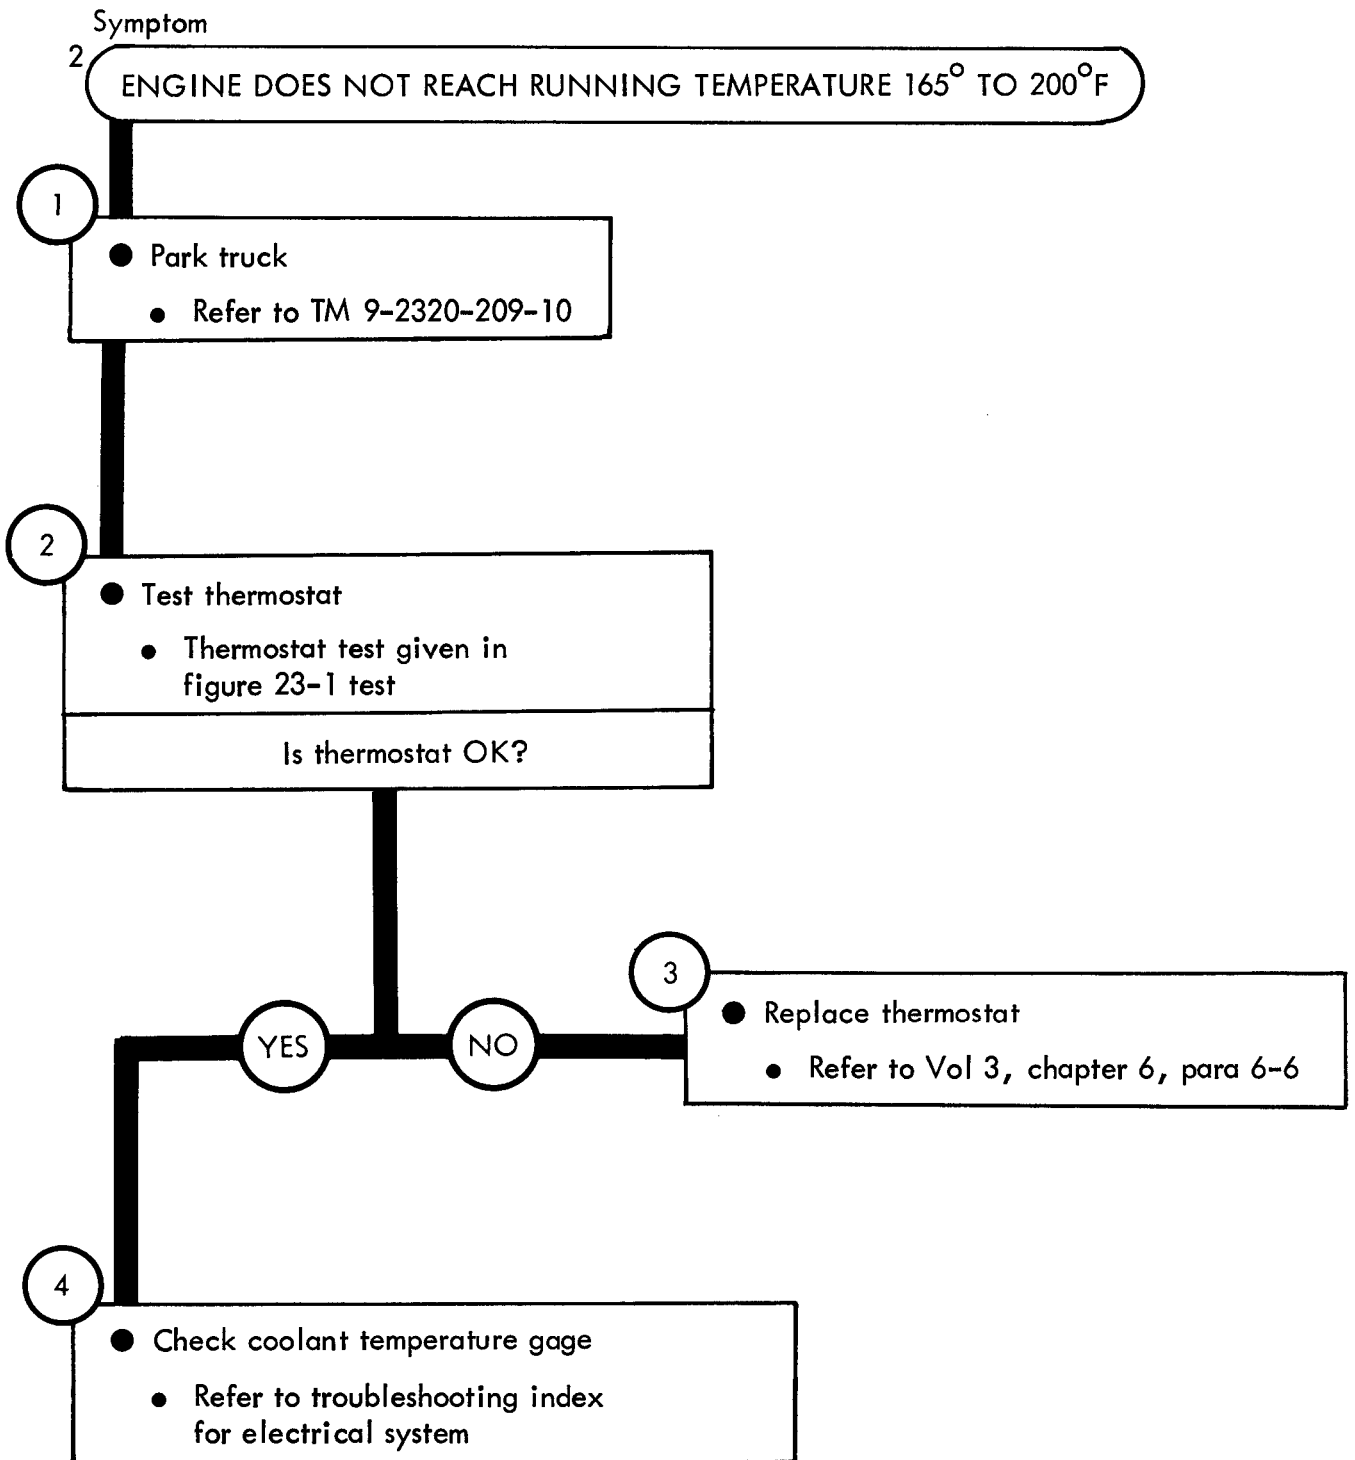 Symptom
2
ENGINE DOES NOT REACH RUNNING TEMPERATURE 165° TO 200°F
1
● Park truck
● Refer to TM 9-2320-209-10
2
● Test thermostat
● Thermostat test given in
figure 23-1 test
Is thermostat OK?
YES
NO
3
● Replace thermostat
● Refer to Vol 3, chapter 6, para 6-6
4
● Check coolant temperature gage
● Refer to troubleshooting index
for electrical system